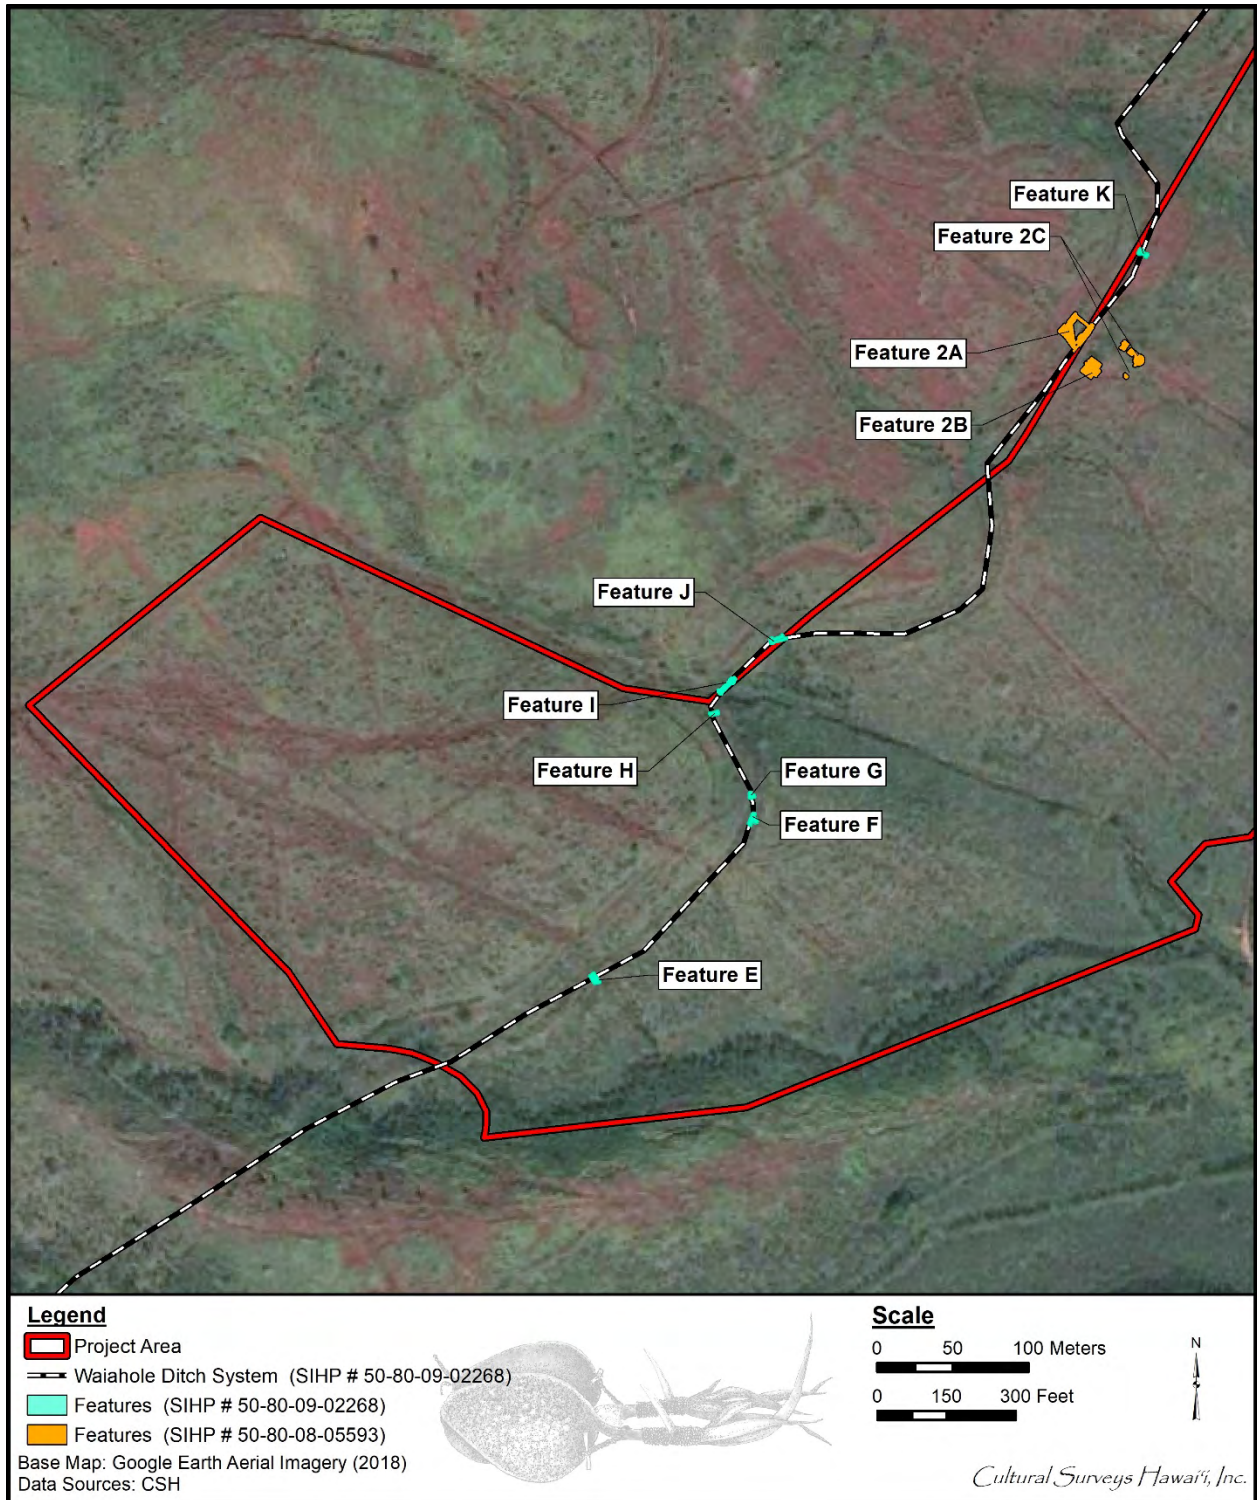 Feature K
Feature 2C
Feature 2A
Feature 2B
Feature J
Feature I
Feature H
Feature G
Feature F
Feature E
Legend
Project Area
Waiahole Ditch System (SIHP # 50-80-09-02268)
Features (SIHP # 50-80-09-02268)
Features (SIHP # 50-80-08-05593)
Base Map: Google Earth Aerial Imagery (2018)
Data Sources: CSH
Scale
0 50 100 Meters
0 150 300 Feet
N
Cultural Surveys Hawaiʻi, Inc.